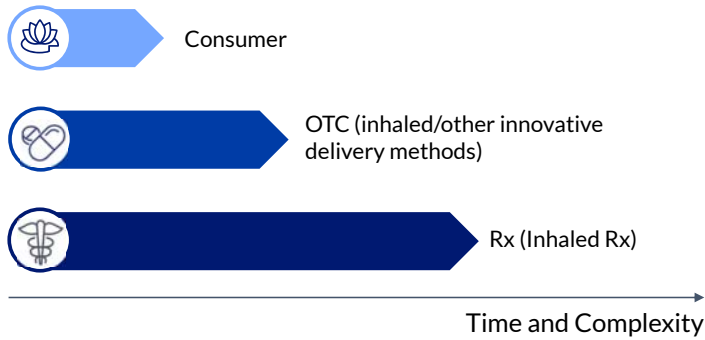 Consumer
OTC (inhaled/other innovative
delivery methods)
Rx (Inhaled Rx)
Time and Complexity